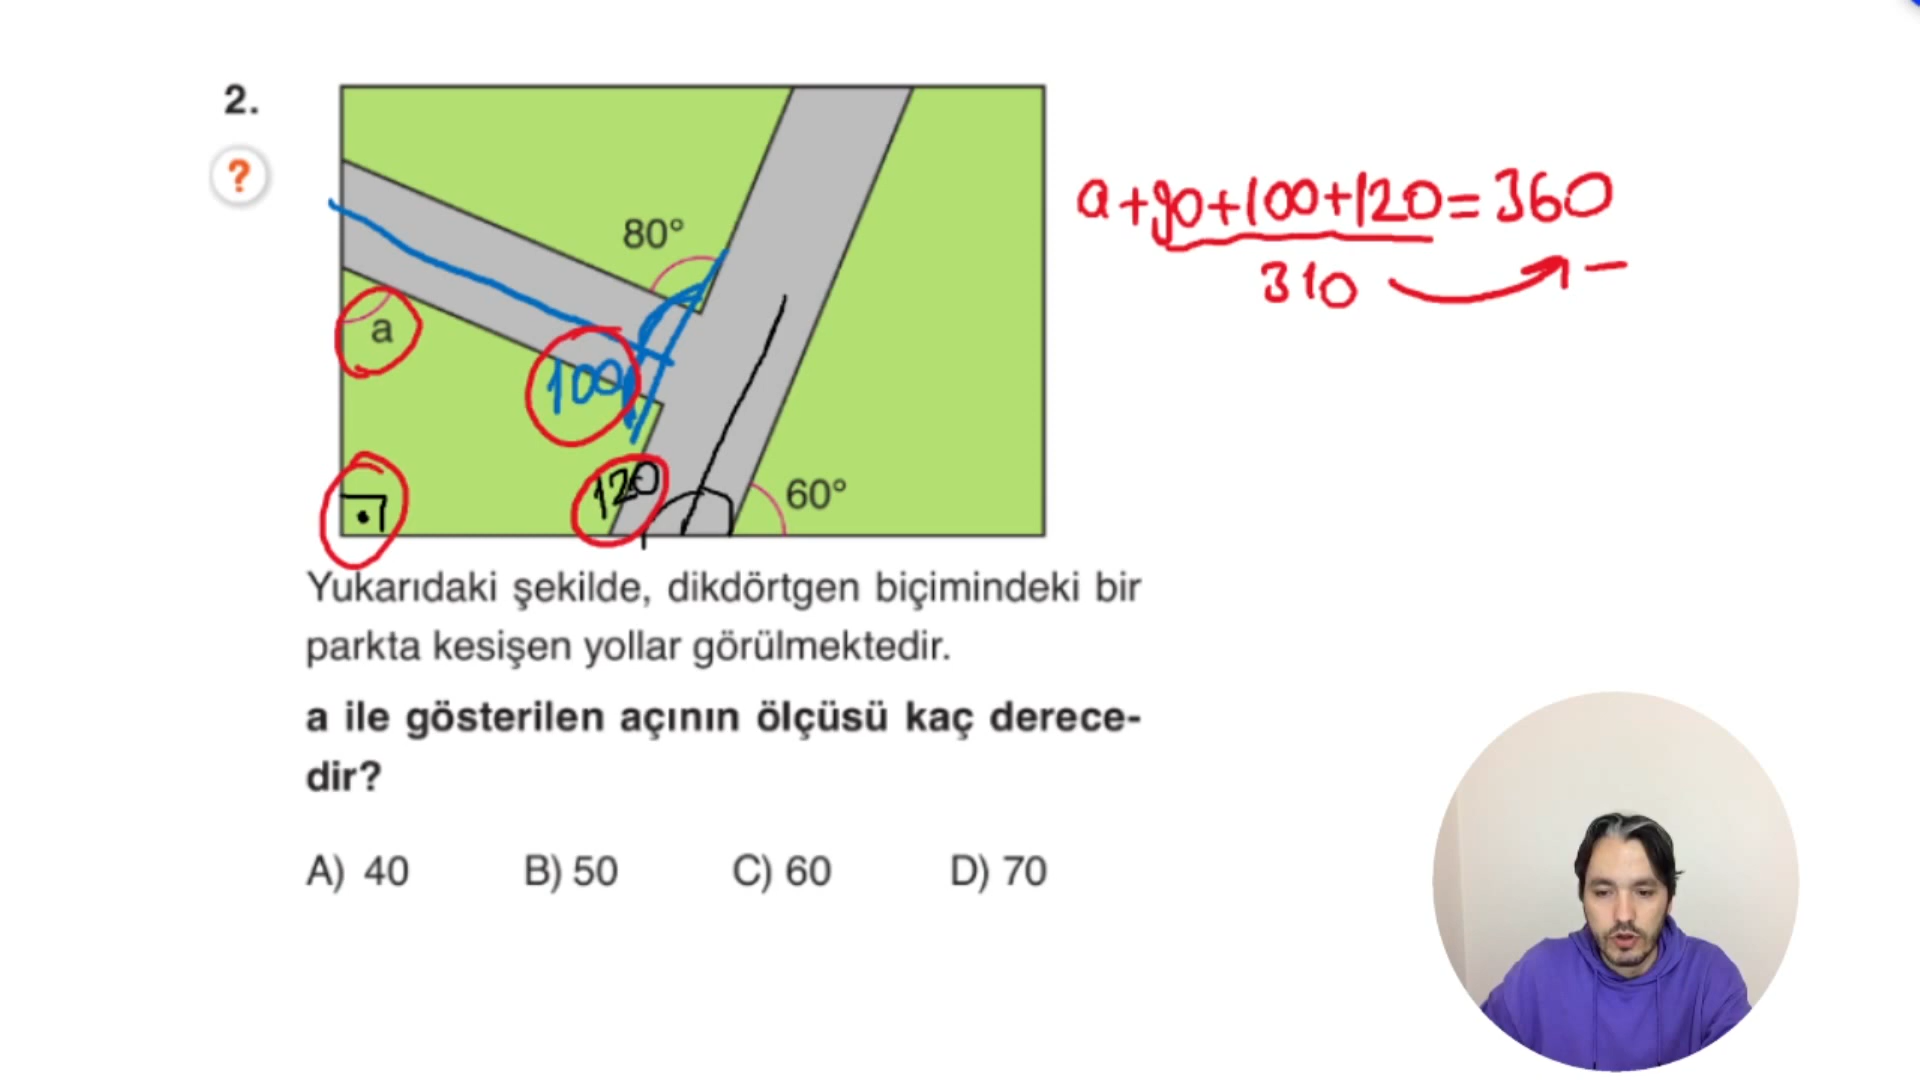 2.
?
80°
a
100
120
60°
a+90+100+120=360
310 –
Yukarıdaki şekilde, dikdörtgen biçimindeki bir
parkta kesişen yollar görülmektedir.
a ile gösterilen açının ölçüsü kaç derece-
dir?
A) 40 B) 50 C) 60 D) 70